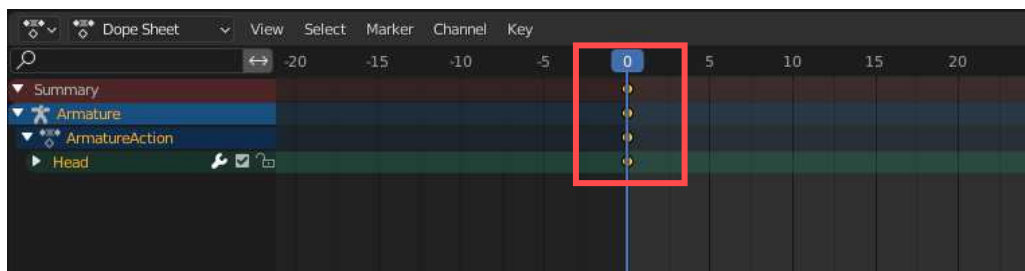 Dope Sheet View Select Marker Channel Key
-20 -15 -10 -5 0 5 10 15 20
Summary
Armature
ArmatureAction
Head